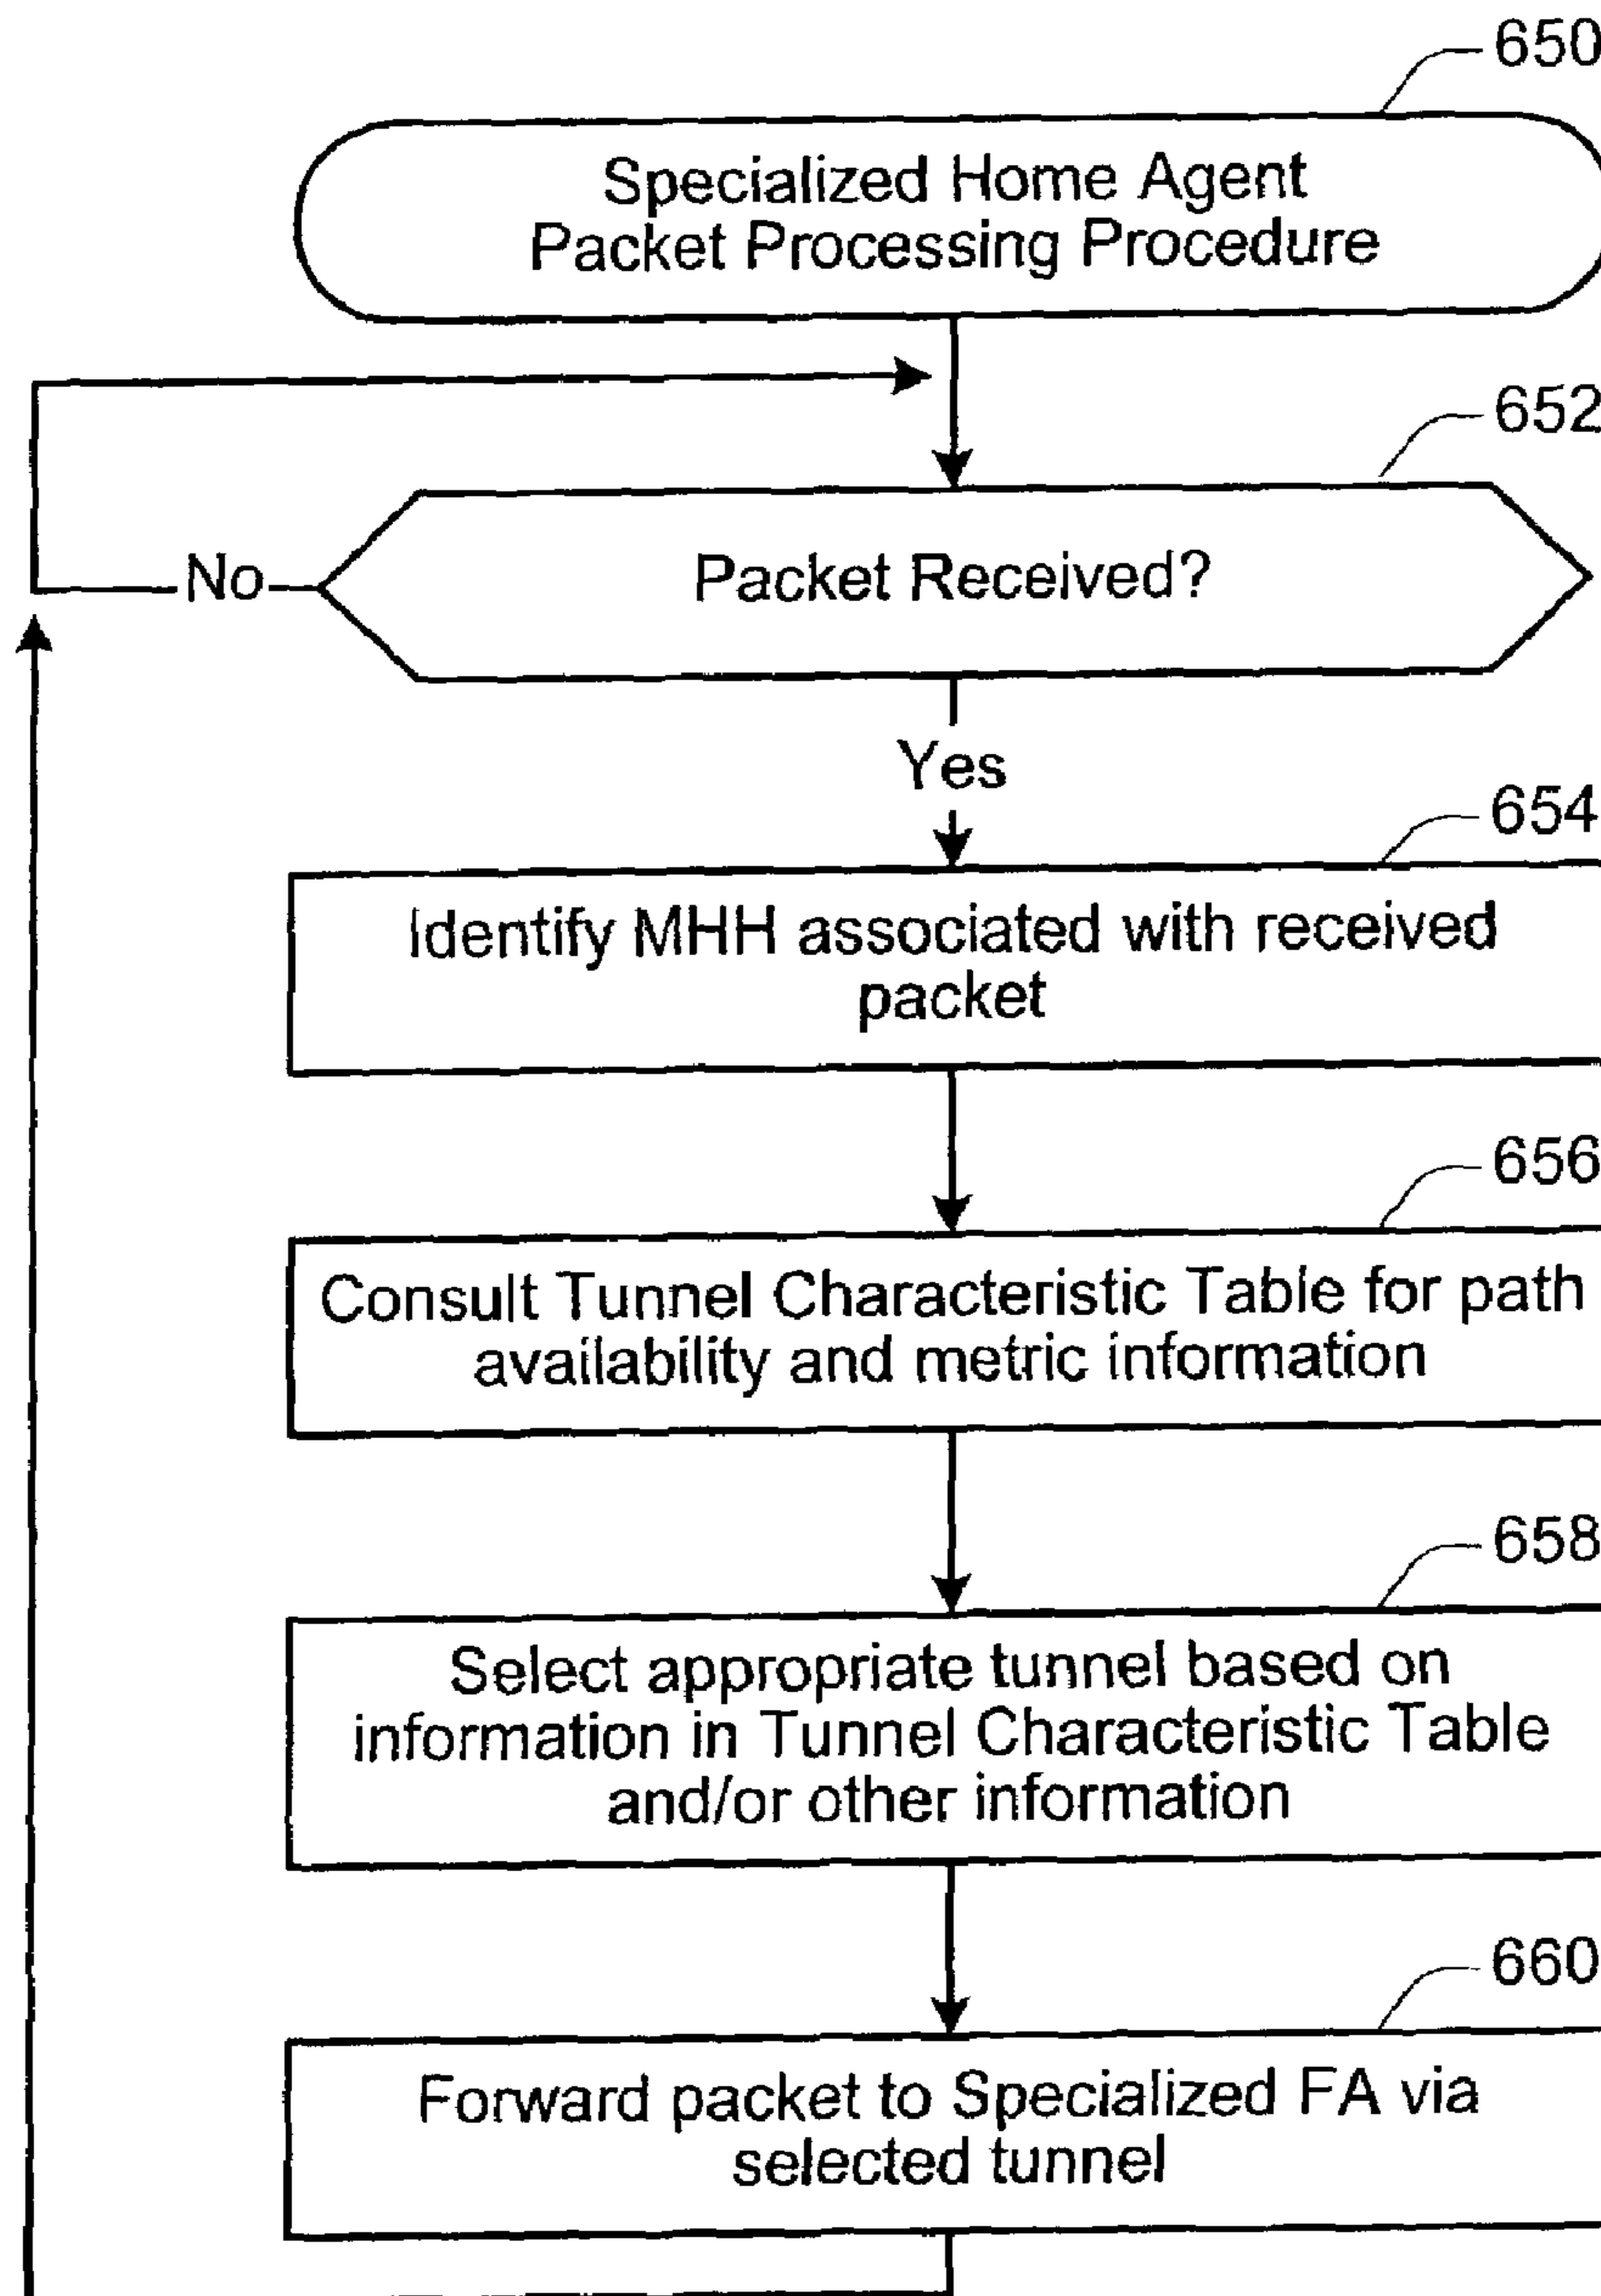 650
Specialized Home Agent
Packet Processing Procedure
652
Packet Received?
No
Yes
654
Identify MHH associated with received
packet
656
Consult Tunnel Characteristic Table for path
availability and metric information
658
Select appropriate tunnel based on
information in Tunnel Characteristic Table
and/or other information
660
Forward packet to Specialized FA via
selected tunnel